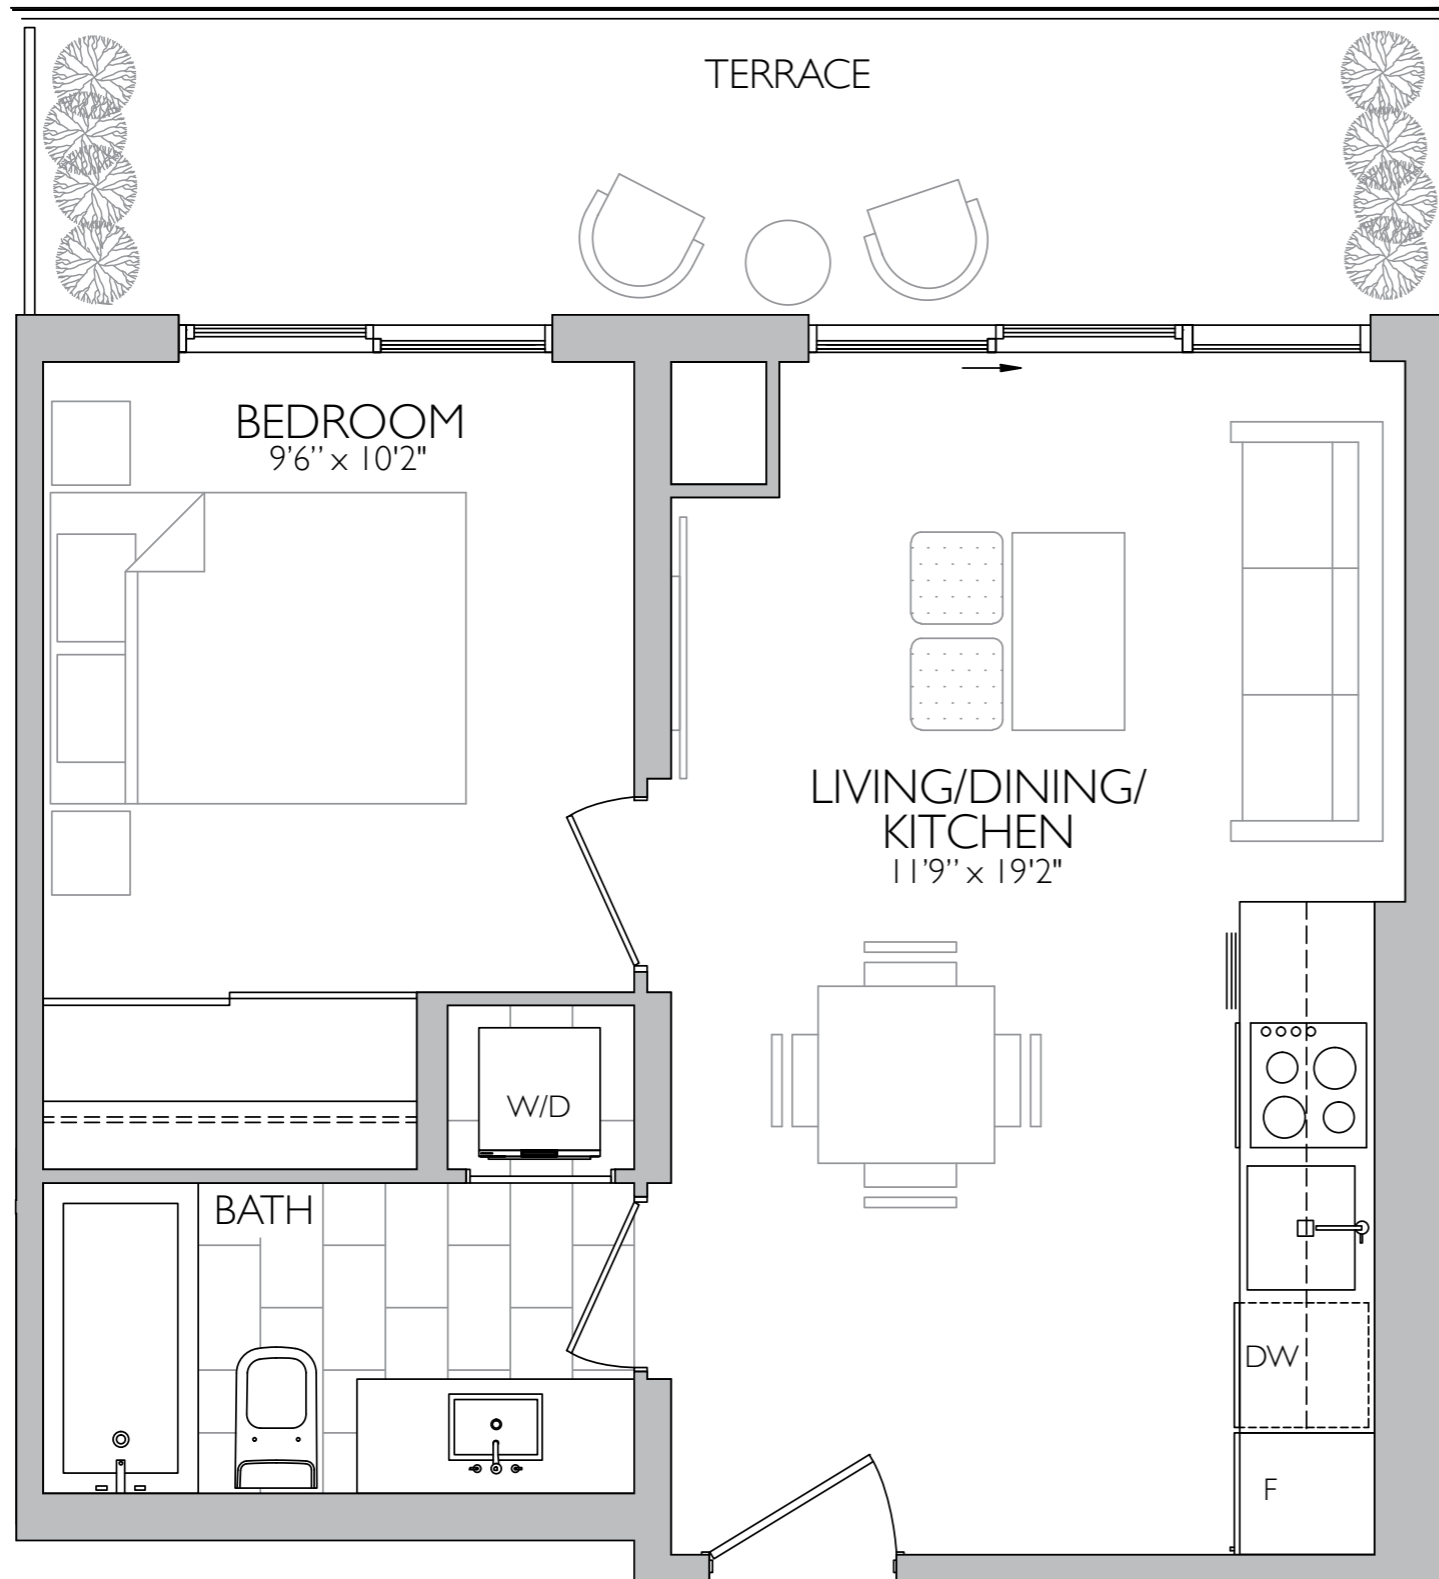 TERRACE
BEDROOM
9'6'' x 10'2"
LIVING/DINING/
KITCHEN
11'9'' x 19'2"
W/D
BATH
DW
F